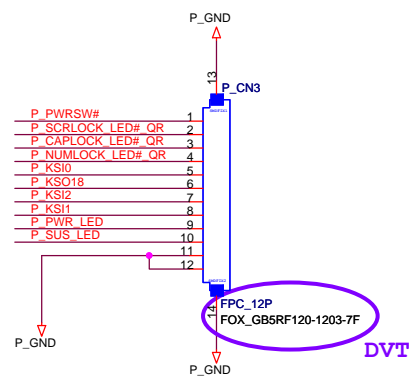 P_GND
13
P_CN3
P_PWRSW# 1
P_SCRLOCK_LED#_QR 2
P_CAPLOCK_LED#_QR 3
P_NUMLOCK_LED#_QR 4
P_KSI0 5
P_KSO18 6
P_KSI2 7
P_KSI1 8
P_PWR_LED 9
P_SUS_LED 10
11
12
14
FPC_12P
FOX_GB5RF120-1203-7F
P_GND
DVT
P_GND